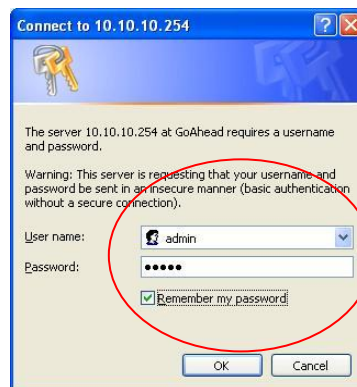 Connect to 10.10.10.254
The server 10.10.10.254 at GoAhead requires a username
and password.
Warning: This server is requesting that your username and
password be sent in an insecure manner (basic authentication
without a secure connection).
User name: admin
Password: •••••
Remember my password
OK Cancel